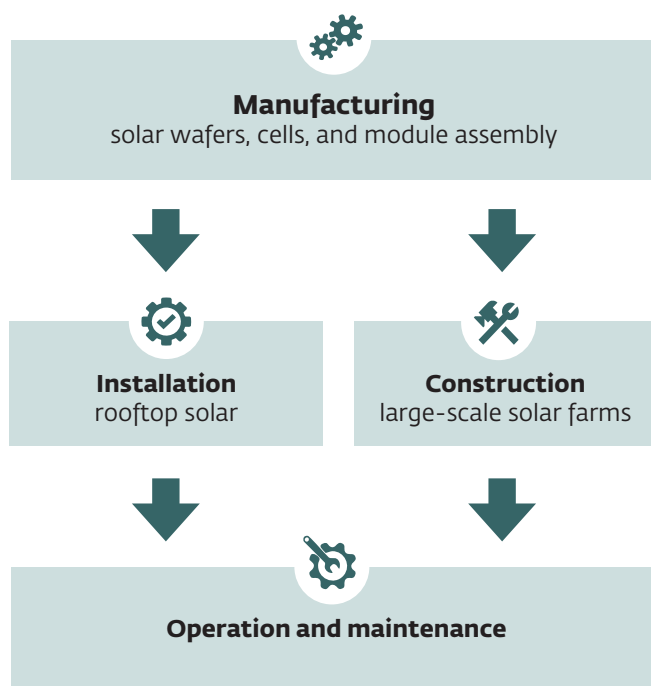 Manufacturing
solar wafers, cells, and module assembly
Installation
rooftop solar
Construction
large-scale solar farms
Operation and maintenance